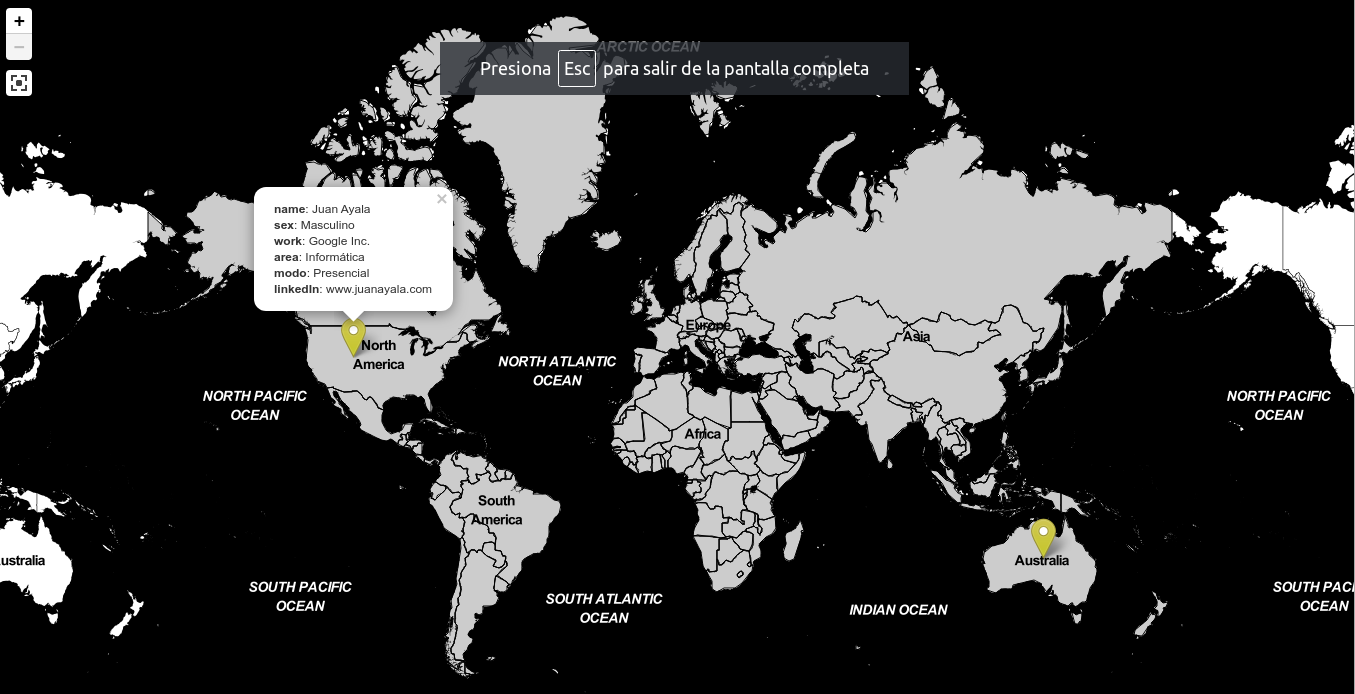 +
−
ARCTIC OCEAN
Presiona Esc para salir de la pantalla completa
×
name: Juan Ayala
sex: Masculino
work: Google Inc.
area: Informática
modo: Presencial
linkedIn: www.juanayala.com
North
America
Europe
Asia
NORTH ATLANTIC
OCEAN
NORTH PACIFIC
OCEAN
NORTH PACIFIC
OCEAN
Africa
South
America
ustralia
Australia
SOUTH PACIFIC
OCEAN
SOUTH ATLANTIC
OCEAN
INDIAN OCEAN
SOUTH PACI
OCEAN